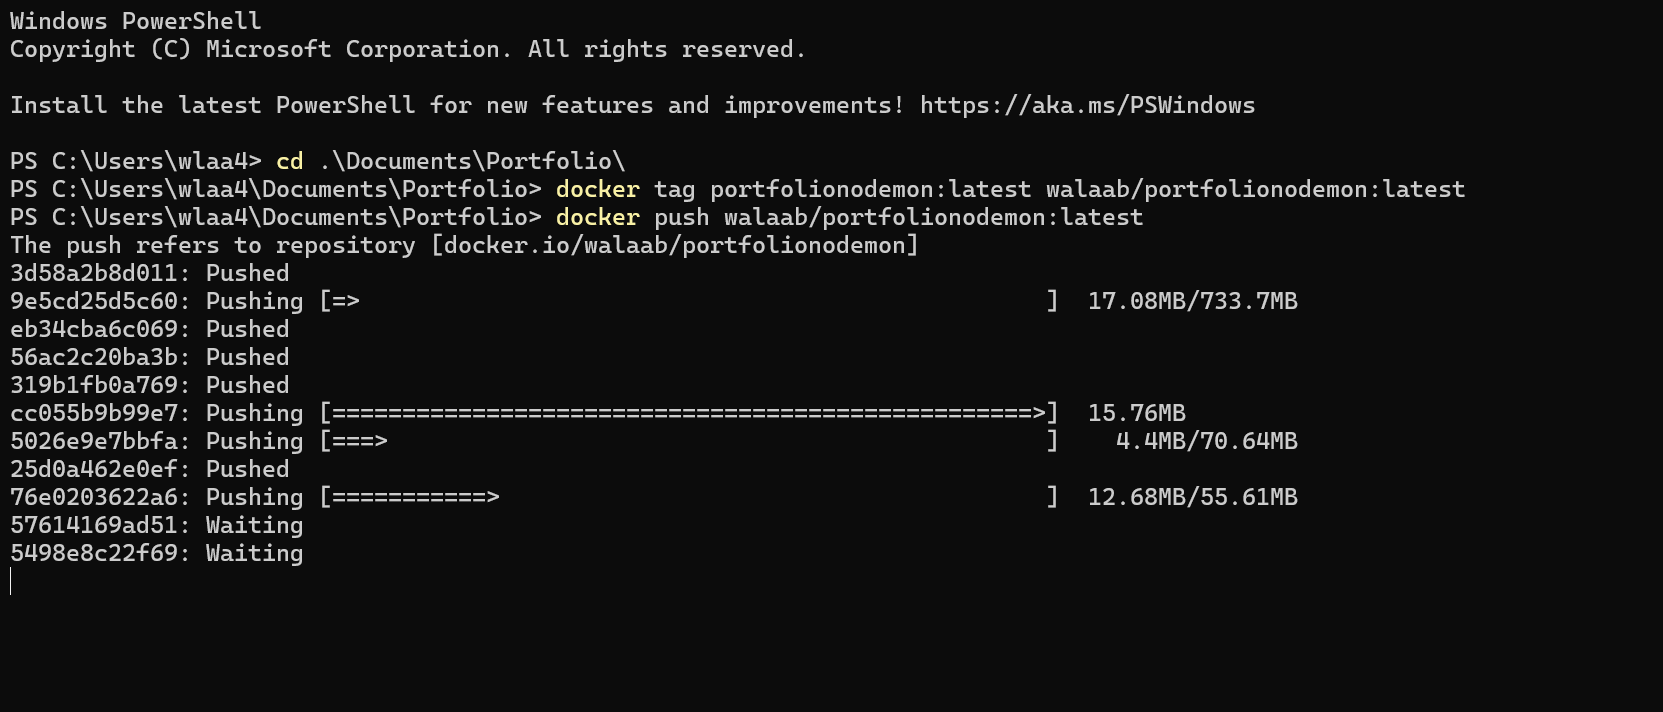 Windows PowerShell
Copyright (C) Microsoft Corporation. All rights reserved.
Install the latest PowerShell for new features and improvements! https://aka.ms/PSWindows
PS C:\Users\wlaa4> cd .\Documents\Portfolio\
PS C:\Users\wlaa4\Documents\Portfolio> docker tag portfolionodemon:latest walaab/portfolionodemon:latest
PS C:\Users\wlaa4\Documents\Portfolio> docker push walaab/portfolionodemon:latest
The push refers to repository [docker.io/walaab/portfolionodemon]
3d58a2b8d011: Pushed
9e5cd25d5c60: Pushing [=>                                                  ]  17.08MB/733.7MB
eb34cba6c069: Pushed
56ac2c20ba3b: Pushed
319b1fb0a769: Pushed
cc055b9b99e7: Pushing [==================================================>]  15.76MB
5026e9e7bbfa: Pushing [===>                                               ]    4.4MB/70.64MB
25d0a462e0ef: Pushed
76e0203622a6: Pushing [===========>                                       ]  12.68MB/55.61MB
57614169ad51: Waiting
5498e8c22f69: Waiting